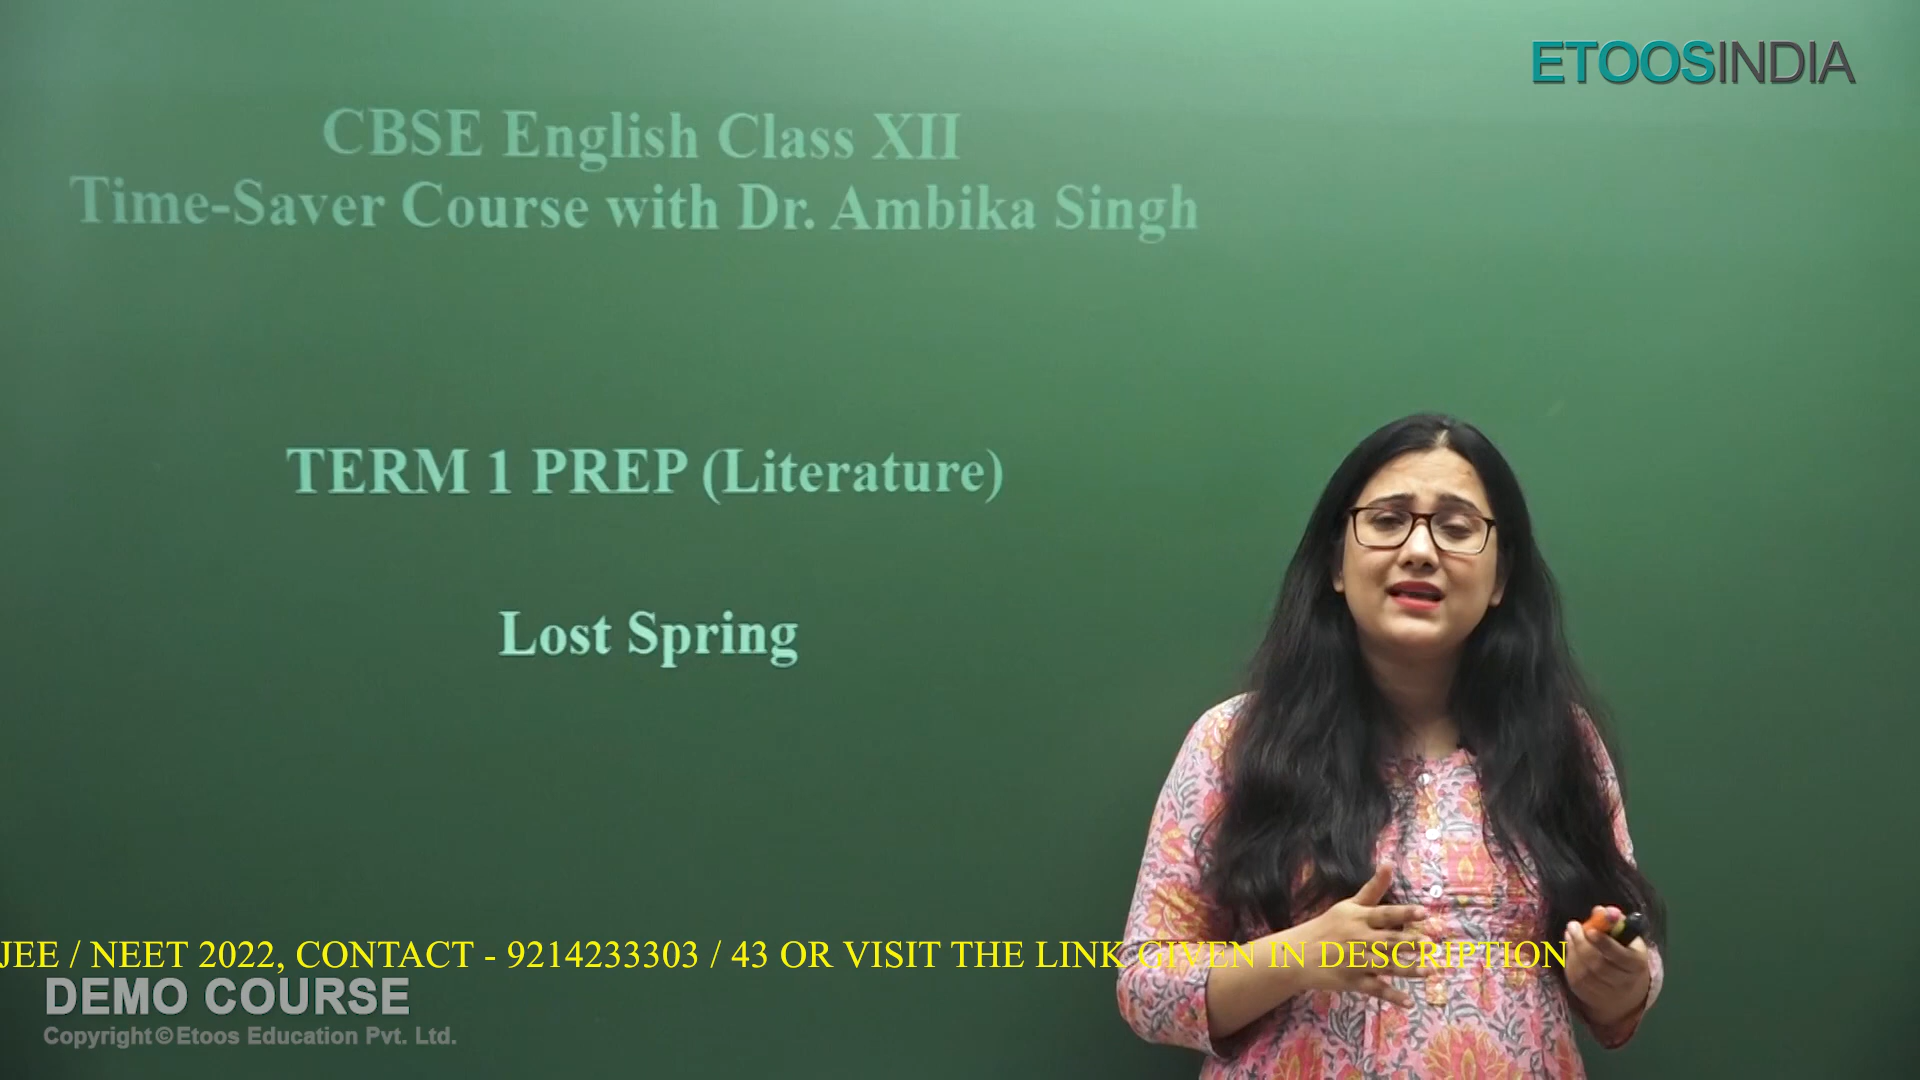 ETOOSINDIA
CBSE English Class XII
Time-Saver Course with Dr. Ambika Singh
TERM 1 PREP (Literature)
Lost Spring
JEE / NEET 2022, CONTACT - 9214233303 / 43 OR VISIT THE LINK GIVEN IN DESCRIPTION
DEMO COURSE
Copyright © Etoos Education Pvt. Ltd.